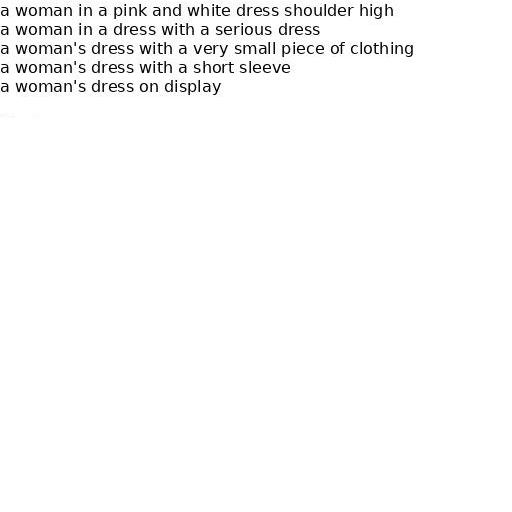 a woman in a pink and white dress shoulder high
a woman in a dress with a serious dress
a woman's dress with a very small piece of clothing
a woman's dress with a short sleeve
a woman's dress on display